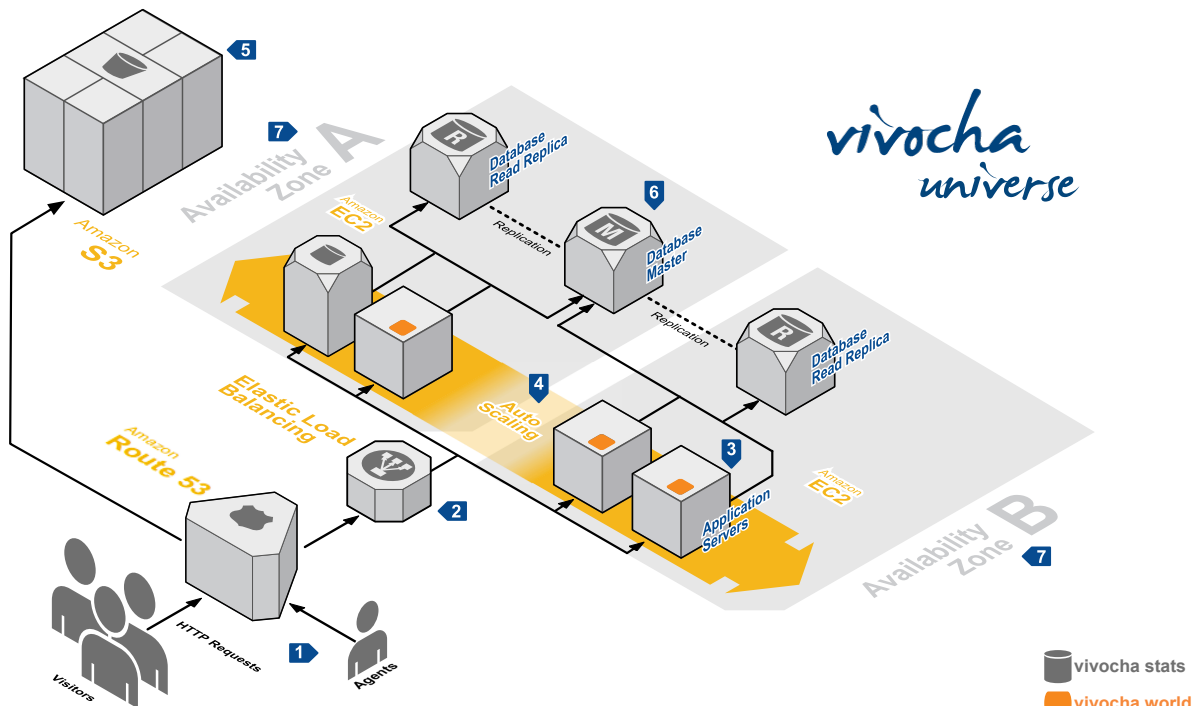 5
vivocha
universe
7
Availability
Zone
A
R
Database
Read Replica
Amazon
EC2
Replication
6
M
Database
Master
Amazon
S3
Replication
R
Database
Read Replica
Elastic Load
Balancing
4
Auto
Scaling
Amazon
Route 53
3
2
Application
Servers
Amazon
EC2
Availability
Zone
B
7
HTTP Requests
1
Visitors
Agents
vivocha stats
vivocha world